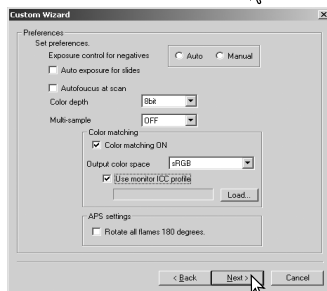 Custom Wizard
Preferences
Set preferences.
Exposure control for negatives Auto Manual
Auto exposure for slides
Autofoucus at scan
Color depth 8bit
Multi-sample OFF
Color matching
Color matching ON
Output color space sRGB
Use monitor ICC profile
Load...
APS settings
Rotate all flames 180 degrees.
< Back Next > Cancel